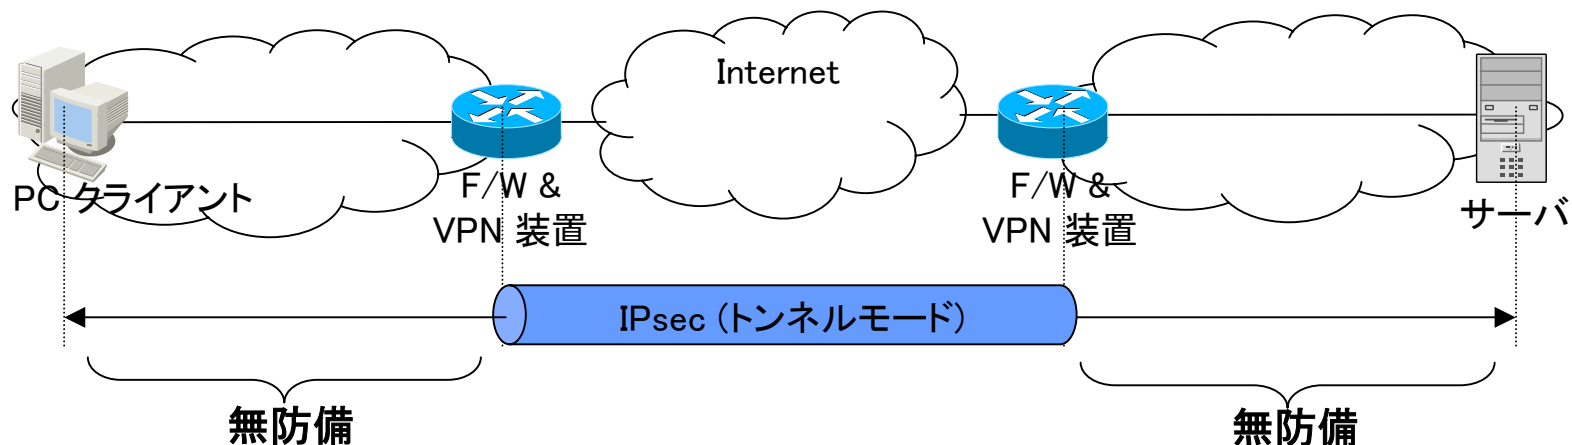 Internet
PC クライアント
F/W &
VPN 装置
F/W &
VPN 装置
サーバ
IPsec (トンネルモード)
無防備
無防備